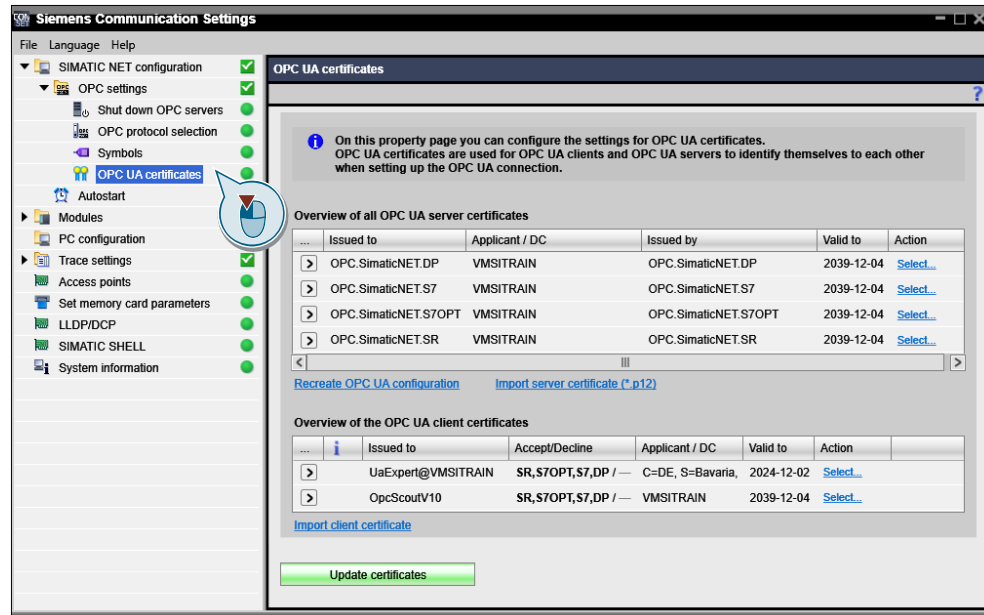 Siemens Communication Settings
File Language Help
SIMATIC NET configuration
OPC settings
Shut down OPC servers
OPC protocol selection
Symbols
OPC UA certificates
Autostart
Modules
PC configuration
Trace settings
Access points
Set memory card parameters
LLDP/DCP
SIMATIC SHELL
System information
OPC UA certificates
?
On this property page you can configure the settings for OPC UA certificates.
OPC UA certificates are used for OPC UA clients and OPC UA servers to identify themselves to each other
when setting up the OPC UA connection.
Overview of all OPC UA server certificates
... Issued to Applicant / DC Issued by Valid to Action
OPC.SimaticNET.DP VMSITRAIN OPC.SimaticNET.DP 2039-12-04 Select...
OPC.SimaticNET.S7 VMSITRAIN OPC.SimaticNET.S7 2039-12-04 Select...
OPC.SimaticNET.S7OPT VMSITRAIN OPC.SimaticNET.S7OPT 2039-12-04 Select...
OPC.SimaticNET.SR VMSITRAIN OPC.SimaticNET.SR 2039-12-04 Select...
Recreate OPC UA configuration Import server certificate (*.p12)
Overview of the OPC UA client certificates
... i Issued to Accept/Decline Applicant / DC Valid to Action
UaExpert@VMSITRAIN SR,S7OPT,S7,DP / — C=DE, S=Bavaria, 2024-12-02 Select...
OpcScoutV10 SR,S7OPT,S7,DP / — VMSITRAIN 2039-12-04 Select...
Import client certificate
Update certificates